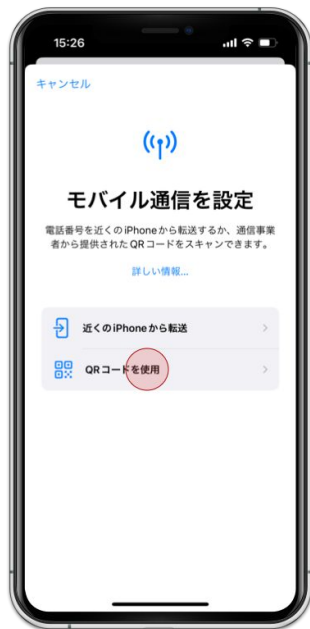 15:26
キャンセル
モバイル通信を設定
電話番号を近くのiPhoneから転送するか、通信事業
者から提供されたQRコードをスキャンできます。
詳しい情報...
近くのiPhoneから転送
QRコードを使用